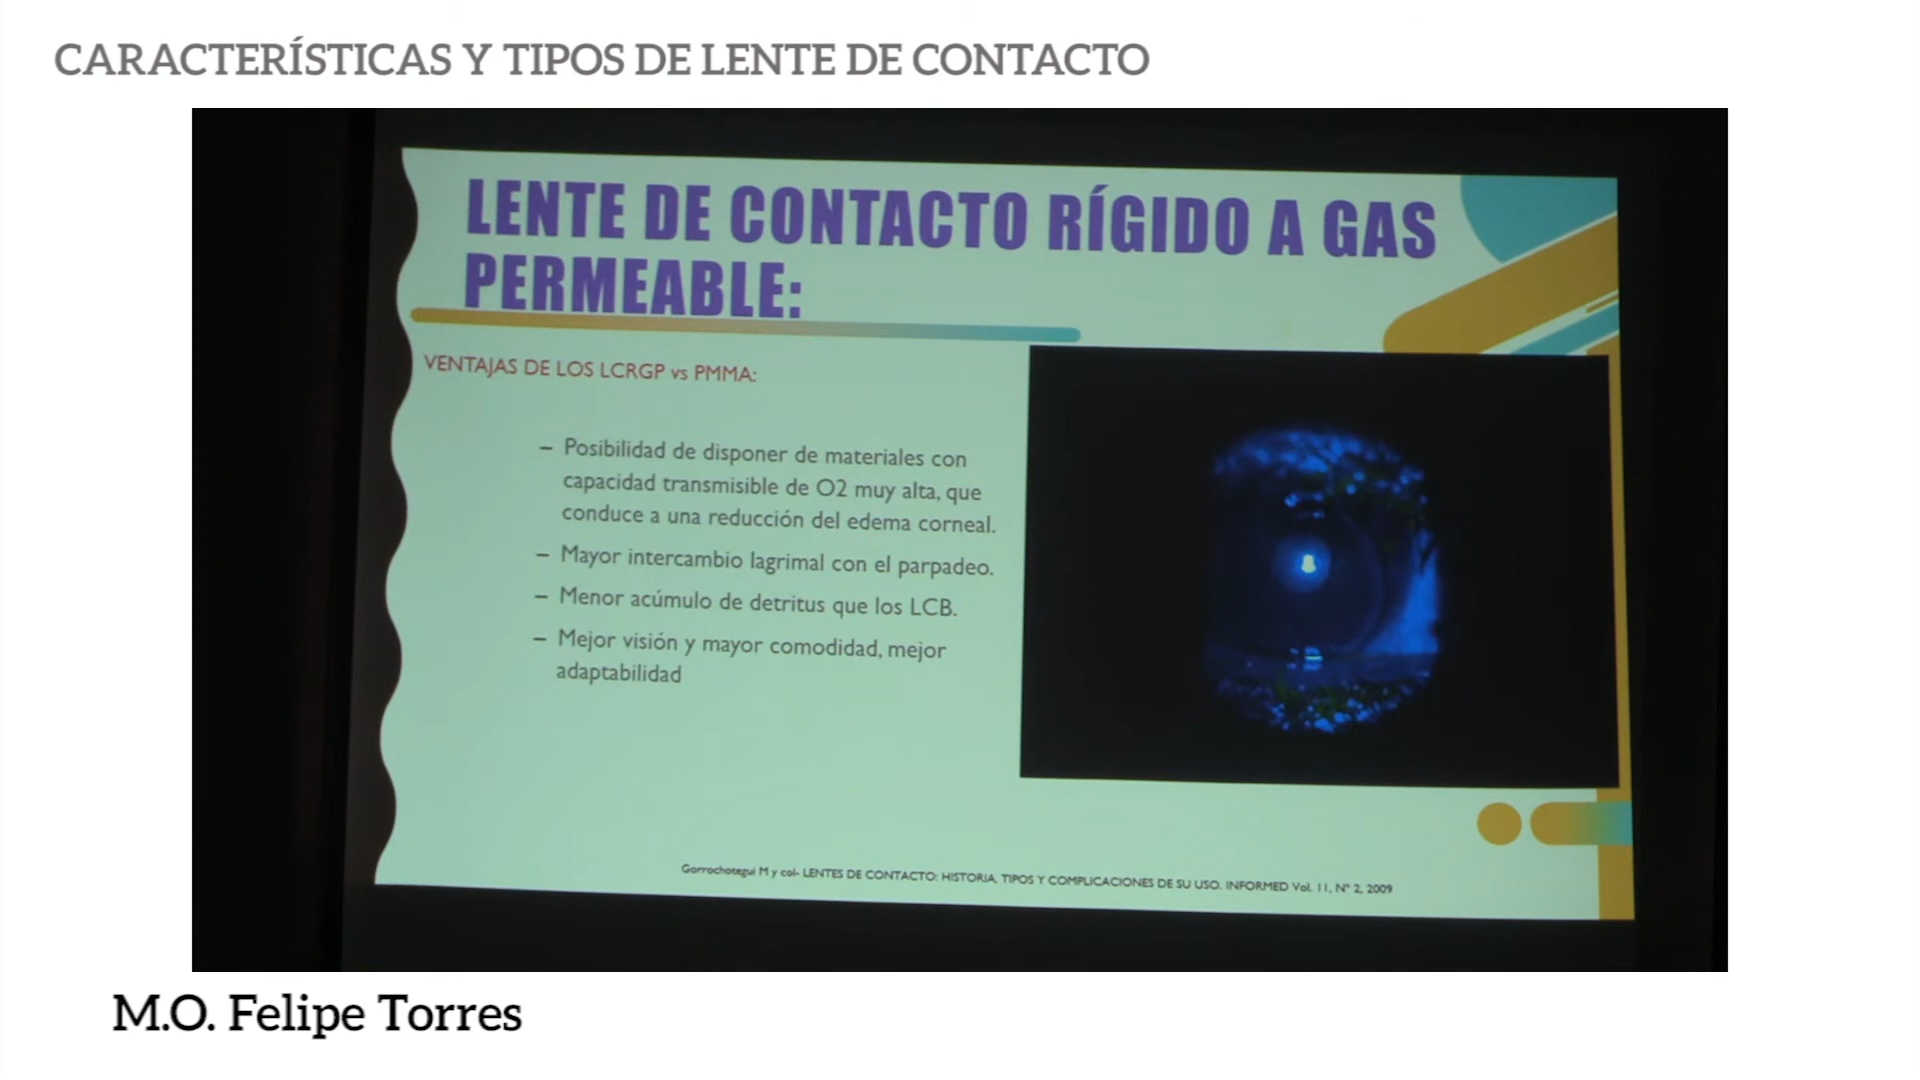 CARACTERÍSTICAS Y TIPOS DE LENTE DE CONTACTO
LENTE DE CONTACTO RÍGIDO A GAS
PERMEABLE:
VENTAJAS DE LOS LCRGP vs PMMA:
– Posibilidad de disponer de materiales con
capacidad transmisible de O2 muy alta, que
conduce a una reducción del edema corneal.
– Mayor intercambio lagrimal con el parpadeo.
– Menor acúmulo de detritus que los LCB.
– Mejor visión y mayor comodidad, mejor
adaptabilidad
Gorrochotegui M y col- LENTES DE CONTACTO: HISTORIA, TIPOS Y COMPLICACIONES DE SU USO. INFORMED Vol. 11, Nº 2, 2009
M.O. Felipe Torres